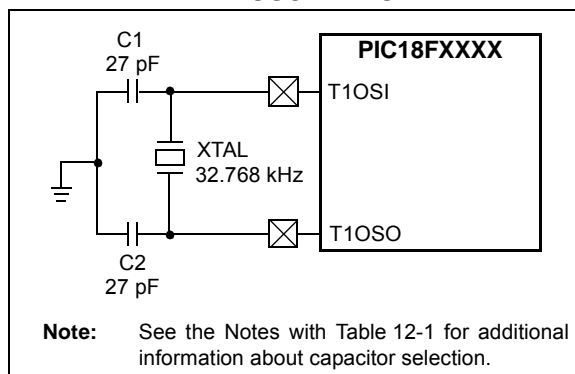 C1
27 pF
PIC18FXXXX
T1OSI
XTAL
32.768 kHz
T1OSO
C2
27 pF
Note: See the Notes with Table 12-1 for additional
information about capacitor selection.